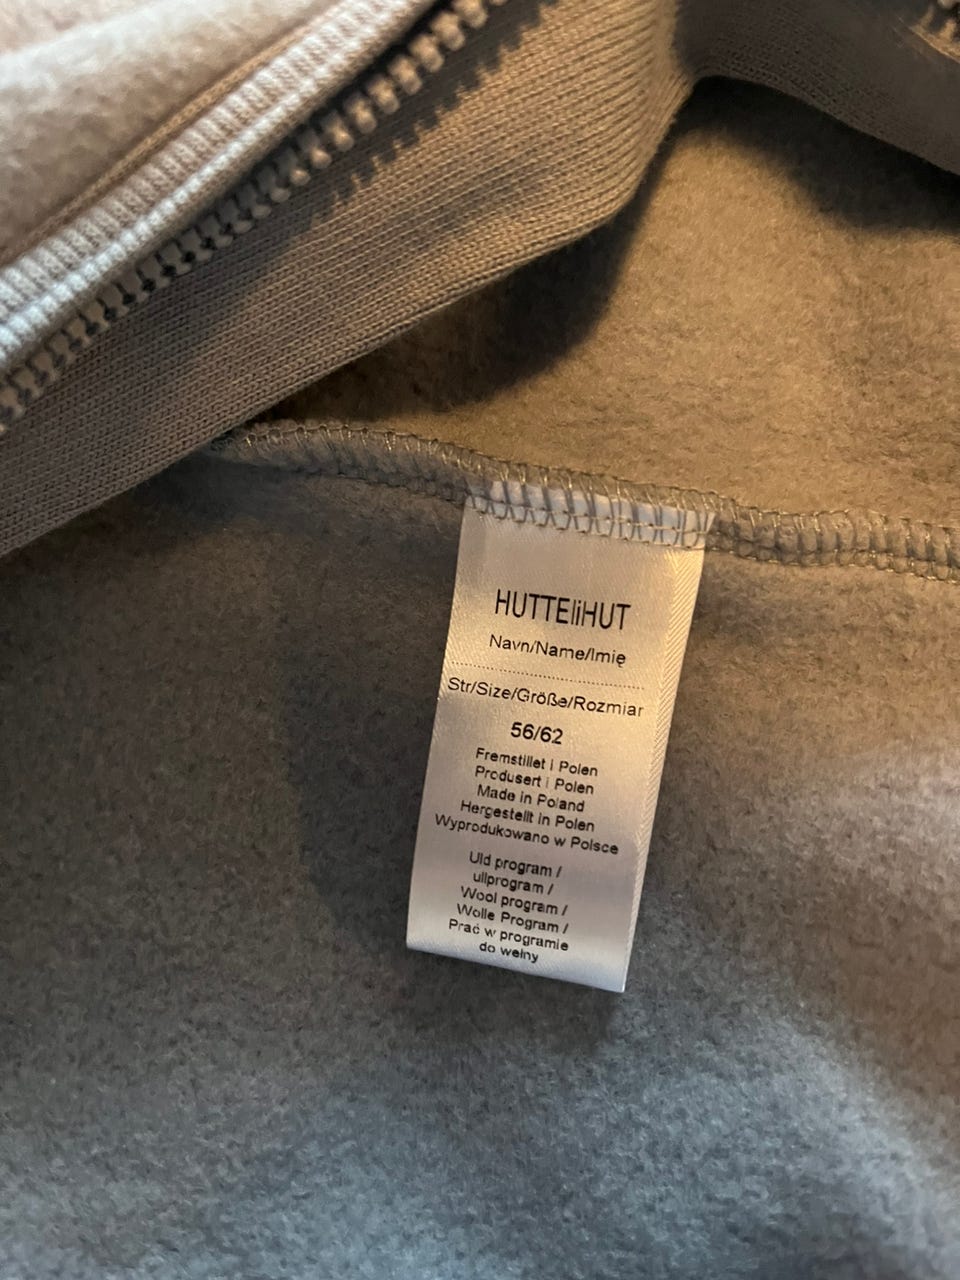 HUTTEliHUT
Navn/Name/Imię
Str/Size/Größe/Rozmiar
56/62
Fremstillet i Polen
Produsert i Polen
Made in Poland
Hergestellt in Polen
Wyprodukowano w Polsce
Uld program /
ullprogram /
Wool program /
Wolle Program /
Prać w programie
do wełny